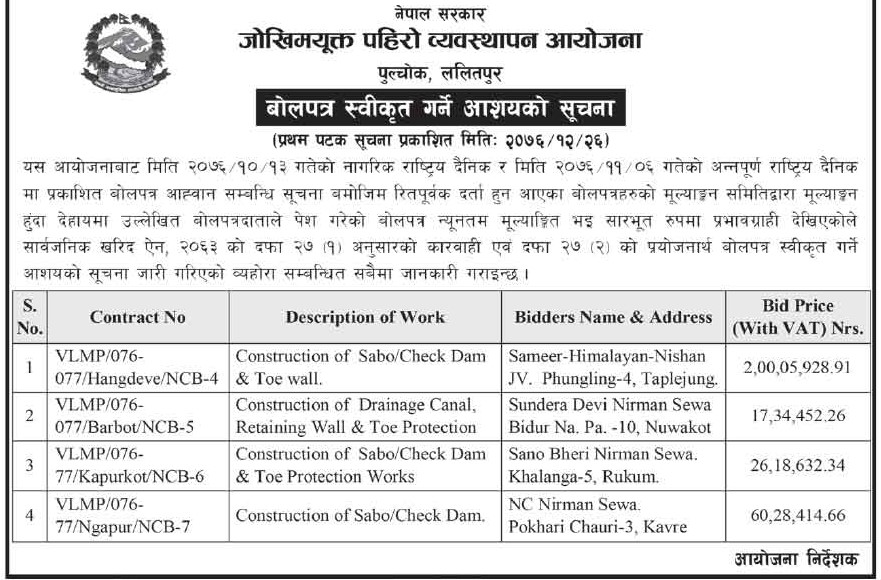 नेपाल सरकार
जोखिमयूक्त पहिरो व्यवस्थापन आयोजना
पुल्चोक, ललितपुर
बोलपत्र स्वीकृत गर्ने आशयको सूचना
(प्रथम पटक सूचना प्रकाशित मितिः २०७६/१२/२६)
यस आयोजनाबाट मिति २०७६/१०/१३ गतेको नागरिक राष्ट्रिय दैनिक र मिति २०७६/११/०६ गतेको अन्नपूर्ण राष्ट्रिय दैनिक
मा प्रकाशित बोलपत्र आह्वान सम्बन्धि सूचना बमोजिम रितपूर्वक दर्ता हुन आएका बोलपत्रहरुको मूल्याङ्कन समितिद्वारा मूल्याङ्कन
हुंदा देहायमा उल्लेखित बोलपत्रदाताले पेश गरेको बोलपत्र न्यूनतम मूल्याङ्कित भइ सारभूत रुपमा प्रभावग्राही देखिएकोले
सार्वजनिक खरिद ऐन, २०६३ को दफा २७ (१) अनुसारको कारवाही एवं दफा २७ (२) को प्रयोजनार्थ बोलपत्र स्वीकृत गर्ने
आशयको सूचना जारी गरिएको व्यहोरा सम्बन्धित सबैमा जानकारी गराइन्छ ।
S. No. Contract No Description of Work Bidders Name & Address Bid Price (With VAT) Nrs.
1 VLMP/076- Construction of Sabo/Check Dam Sameer-Himalayan-Nishan 2,00,05,928.91
077/Hangdeve/NCB-4 & Toe wall. JV. Phungling-4, Taplejung.
2 VLMP/076- Construction of Drainage Canal, Sundera Devi Nirman Sewa 17,34,452.26
077/Barbot/NCB-5 Retaining Wall & Toe Protection Bidur Na. Pa. -10, Nuwakot
3 VLMP/076- Construction of Sabo/Check Dam Sano Bheri Nirman Sewa. 26,18,632.34
77/Kapurkot/NCB-6 & Toe Protection Works Khalanga-5, Rukum.
4 VLMP/076- Construction of Sabo/Check Dam. NC Nirman Sewa. 60,28,414.66
77/Ngapur/NCB-7 Pokhari Chauri-3, Kavre
आयोजना निर्देशक